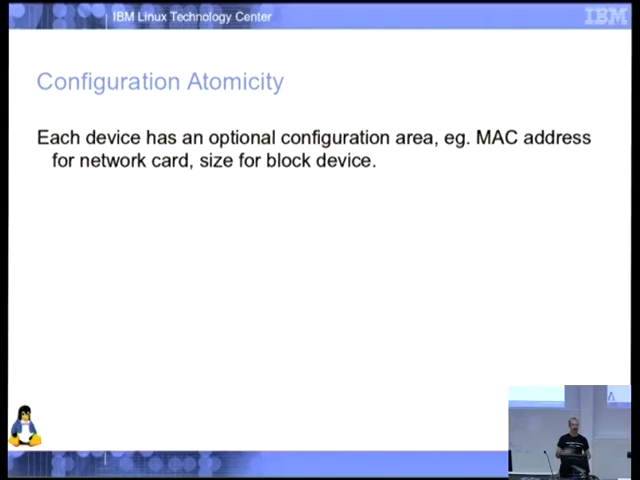 IBM Linux Technology Center
IBM
Configuration Atomicity
Each device has an optional configuration area, eg. MAC address
for network card, size for block device.